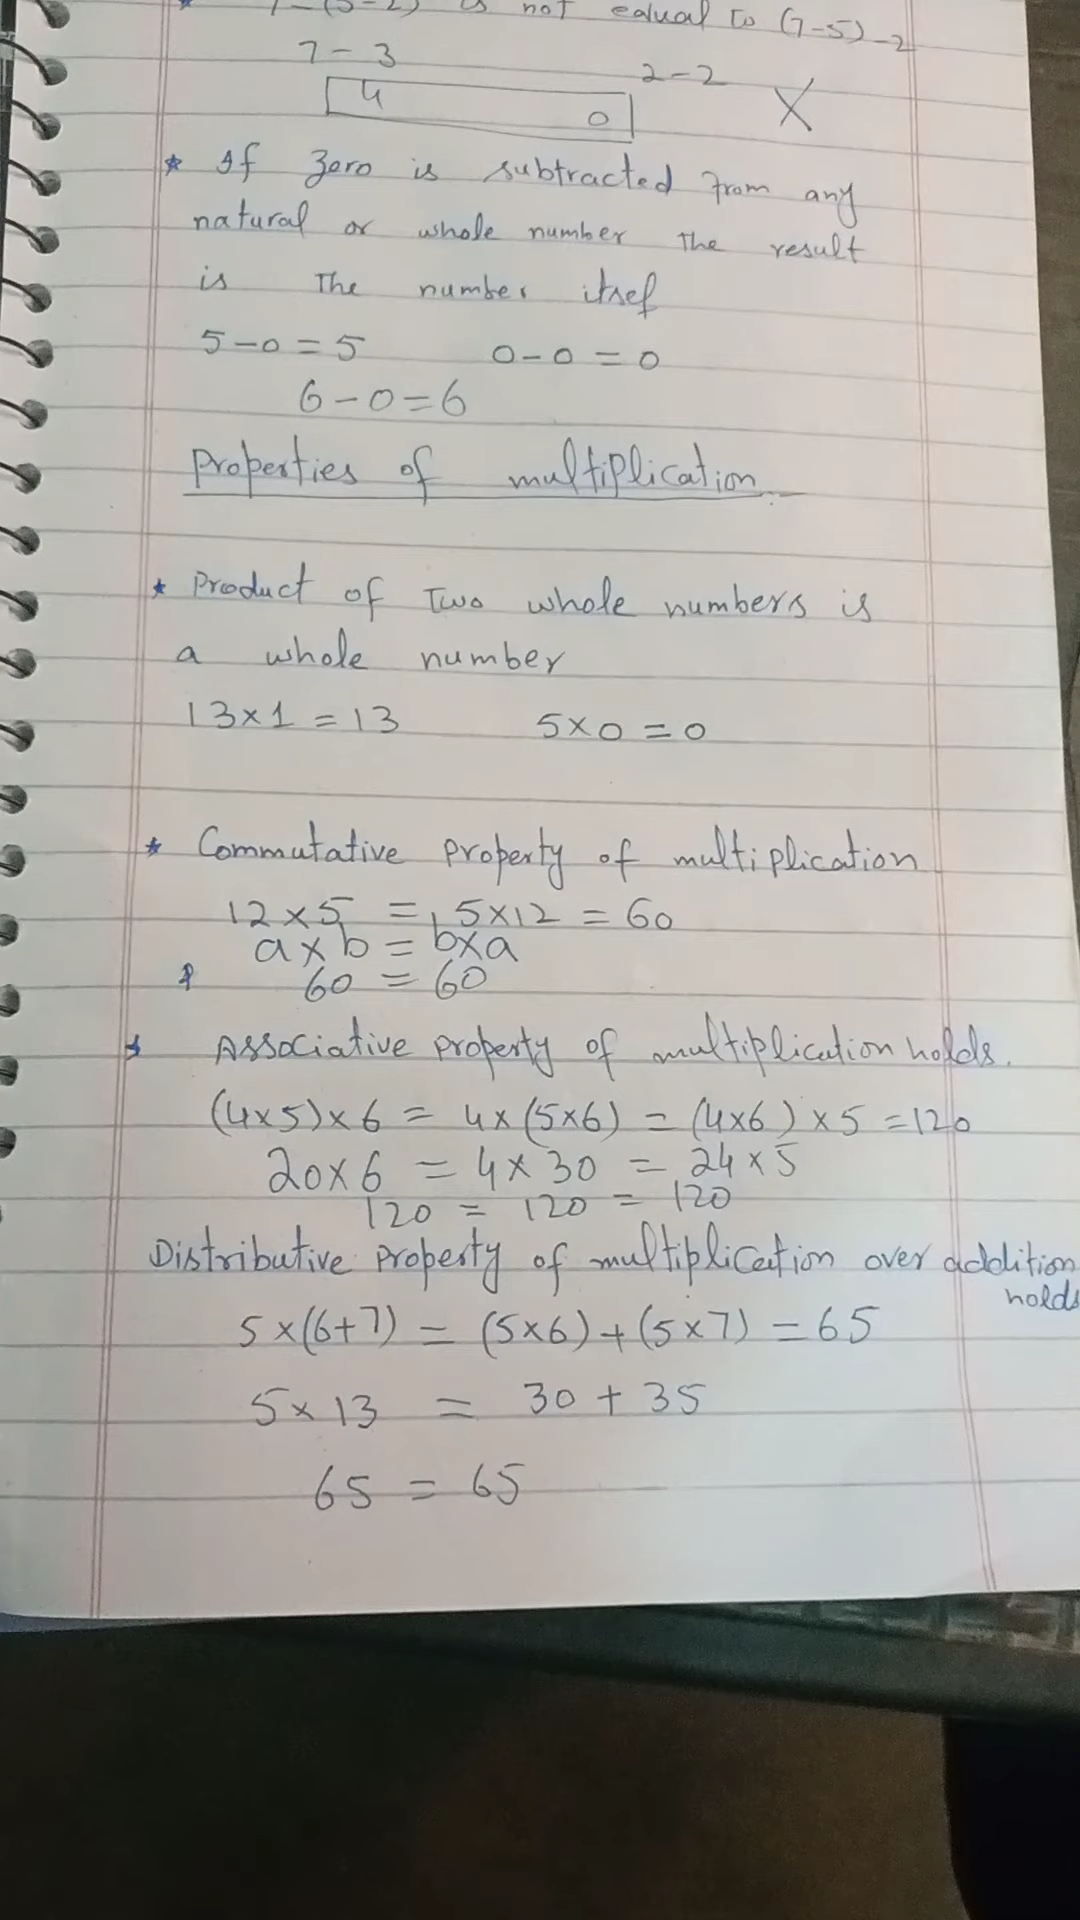 7-(5-2) is not equal to (7-5)-2
7-3 2-2 X
4 0
* If zero is subtracted from any
natural or whole number the result
is the number itsef
5-0=5 0-0=0
6-0=6
Properties of multiplication
* Product of Two whole numbers is
a whole number
13×1=13 5×0=0
* Commutative property of multiplication
12×5 = 5×12 = 60
a×b = b×a
60 = 60
* Associative property of multiplication holds.
(4×5)×6 = 4×(5×6) = (4×6)×5 =120
20×6 = 4×30 = 24×5
120 = 120 = 120
Distributive property of multiplication over addition
holds
5×(6+7) = (5×6)+(5×7) = 65
5×13 = 30+35
65 = 65